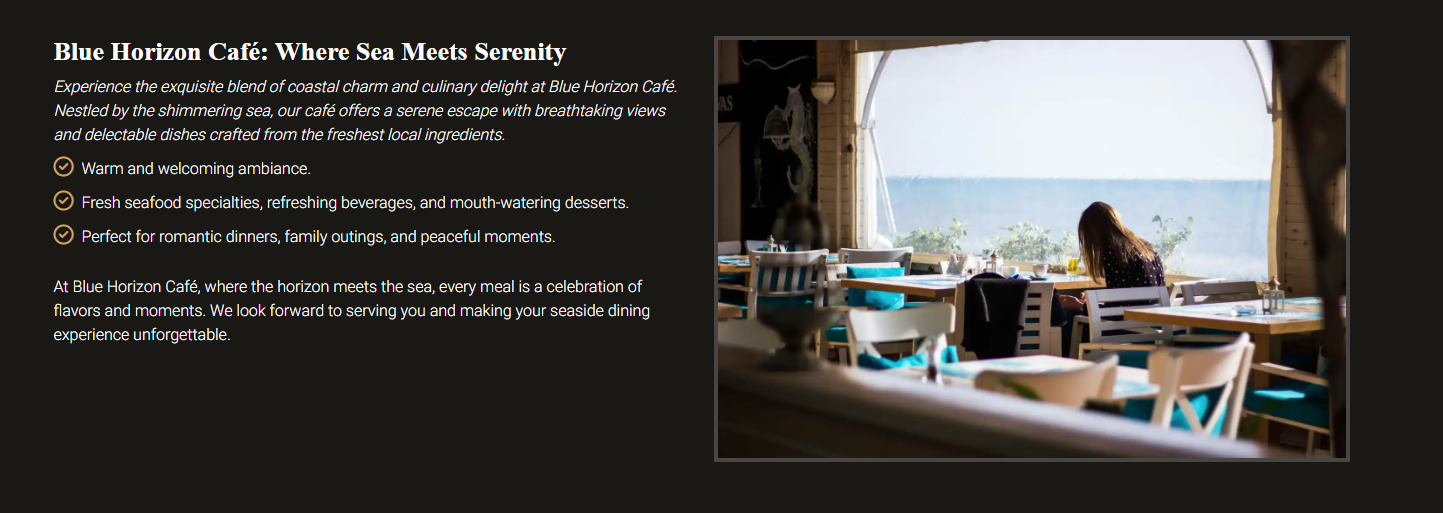 Blue Horizon Café: Where Sea Meets Serenity
Experience the exquisite blend of coastal charm and culinary delight at Blue Horizon Café.
Nestled by the shimmering sea, our café offers a serene escape with breathtaking views
and delectable dishes crafted from the freshest local ingredients.
Warm and welcoming ambiance.
Fresh seafood specialties, refreshing beverages, and mouth-watering desserts.
Perfect for romantic dinners, family outings, and peaceful moments.
At Blue Horizon Café, where the horizon meets the sea, every meal is a celebration of
flavors and moments. We look forward to serving you and making your seaside dining
experience unforgettable.